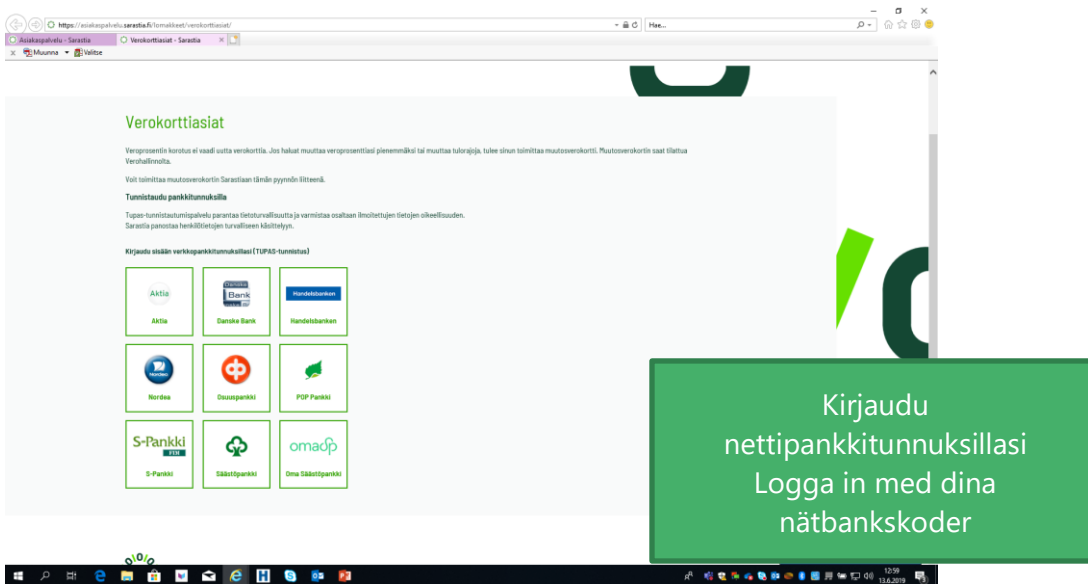 https://asiakaspalvelu.sarastia.fi/lomakkeet/verokorttiasiat/
Hae...
Asiakaspalvelu - Sarastia
Verokorttiasiat - Sarastia
x Muunna Valitse
Verokorttiasiat
Veroprosentin korotus ei vaadi uutta verokorttia. Jos haluat muuttaa veroprosenttiasi pienemmäksi tai muuttaa tulorajoja, tulee sinun toimittaa muutosverokortti. Muutosverokortin saat tilattua
Verohallinnolta.
Voit toimittaa muutosverokortin Sarastiaan tämän pyynnön liitteenä.
Tunnistaudu pankkitunnuksilla
Tupas-tunnistautumispalvelu parantaa tietoturvallisuutta ja varmistaa osaltaan ilmoitettujen tietojen oikeellisuuden.
Sarastia panostaa henkilötietojen turvalliseen käsittelyyn.
Kirjaudu sisään verkkopankkitunnuksillasi (TUPAS-tunnistus)
Aktia
Danske
Bank
Handelsbanken
Aktia
Danske Bank
Handelsbanken
Nordea
Nordea
Osuuspankki
POP Pankki
S-Pankki
omasp
S-Pankki
Säästöpankki
Oma Säästöpankki
Kirjaudu
nettipankkitunnuksillasi
Logga in med dina
nätbankskoder
12:59
13.6.2019